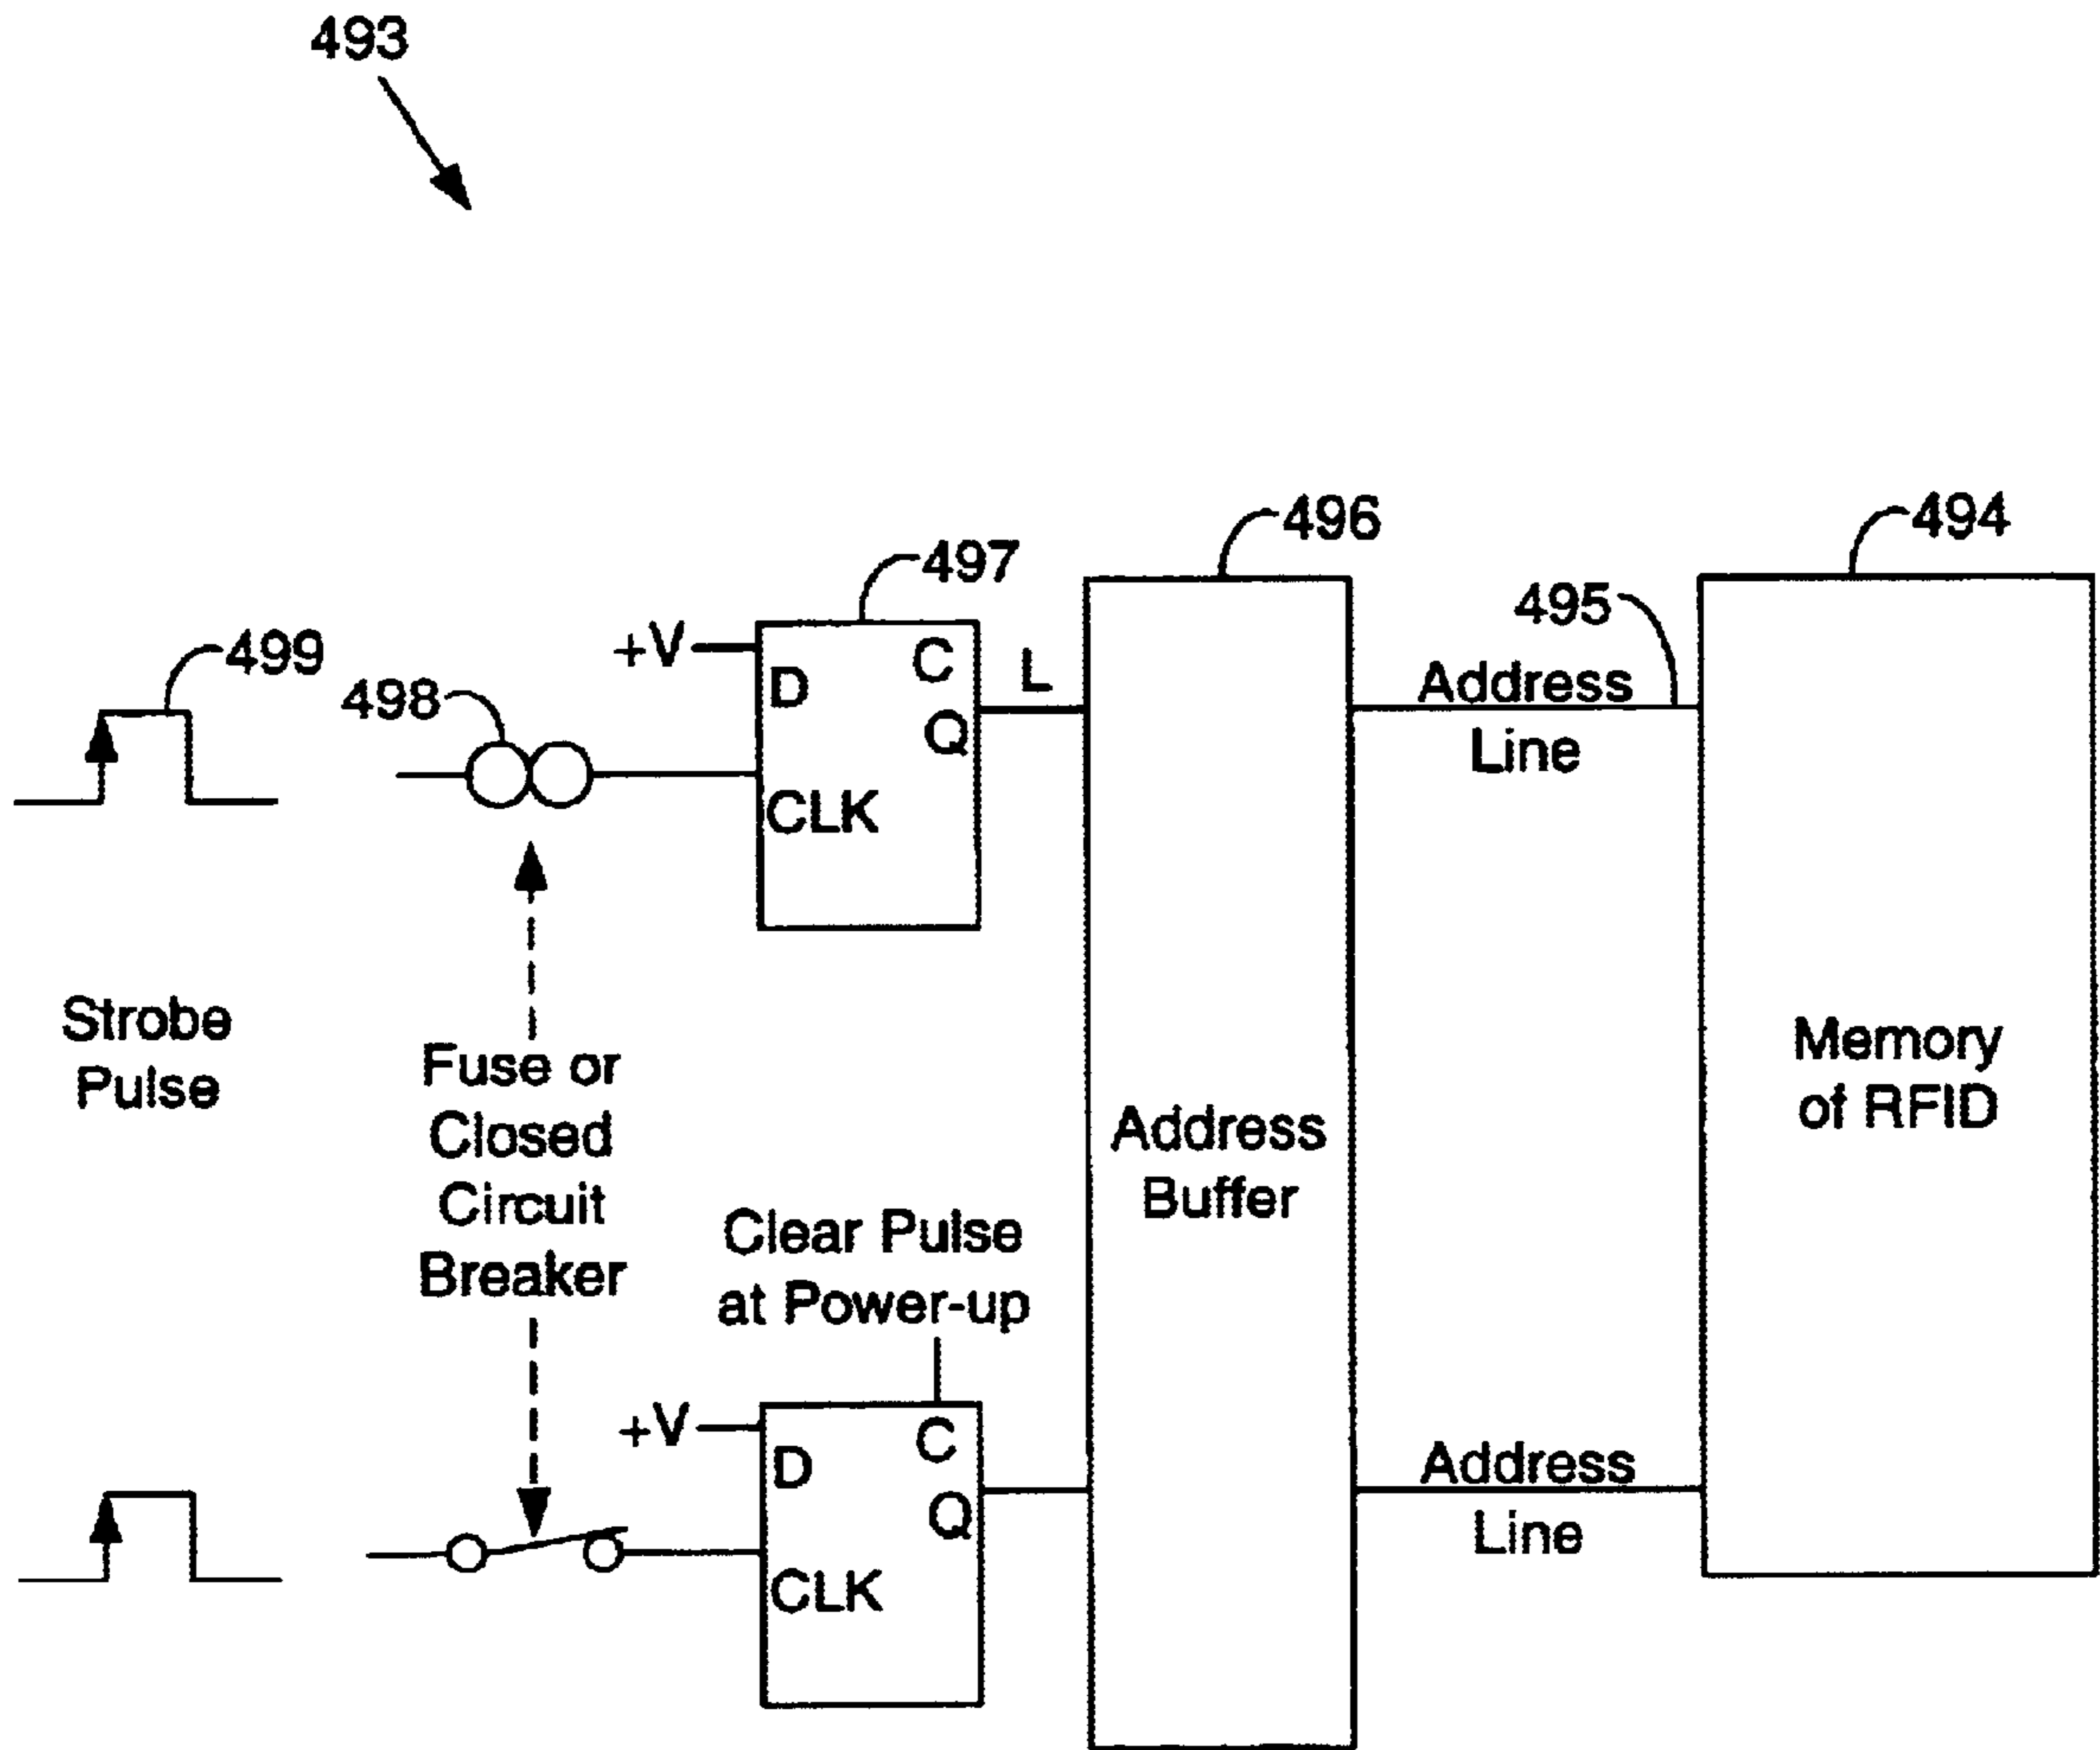 493
496
494
497
495
499
498
+V
D
C
Q
CLK
L
Address
Line
Strobe
Pulse
Fuse or
Closed
Circuit
Breaker
Clear Pulse
at Power-up
Address
Buffer
Memory
of RFID
+V
D
C
Q
CLK
Address
Line